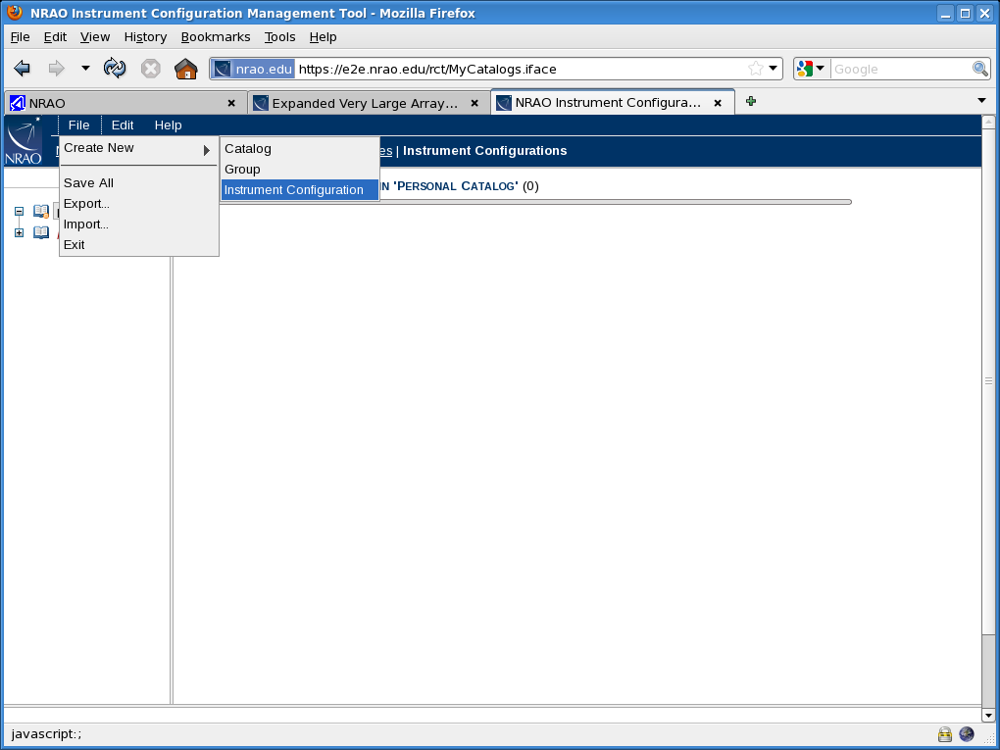 NRAO Instrument Configuration Management Tool - Mozilla Firefox
File Edit View History Bookmarks Tools Help
nrao.edu https://e2e.nrao.edu/rct/MyCatalogs.iface Google
NRAO Expanded Very Large Array... NRAO Instrument Configura...
File Edit Help
NRAO
es | Instrument Configurations
Create New
Save All
Export...
Import...
Exit
Catalog
Group
Instrument Configuration
N 'PERSONAL CATALOG' (0)
javascript:;